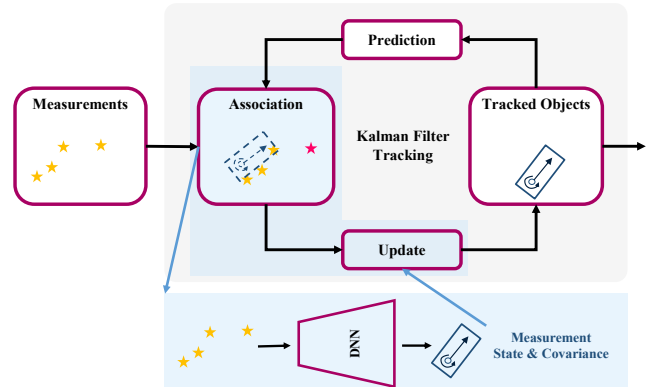 Prediction
Measurements
Association
Tracked Objects
Kalman Filter
Tracking
Update
DNN
Measurement
State & Covariance